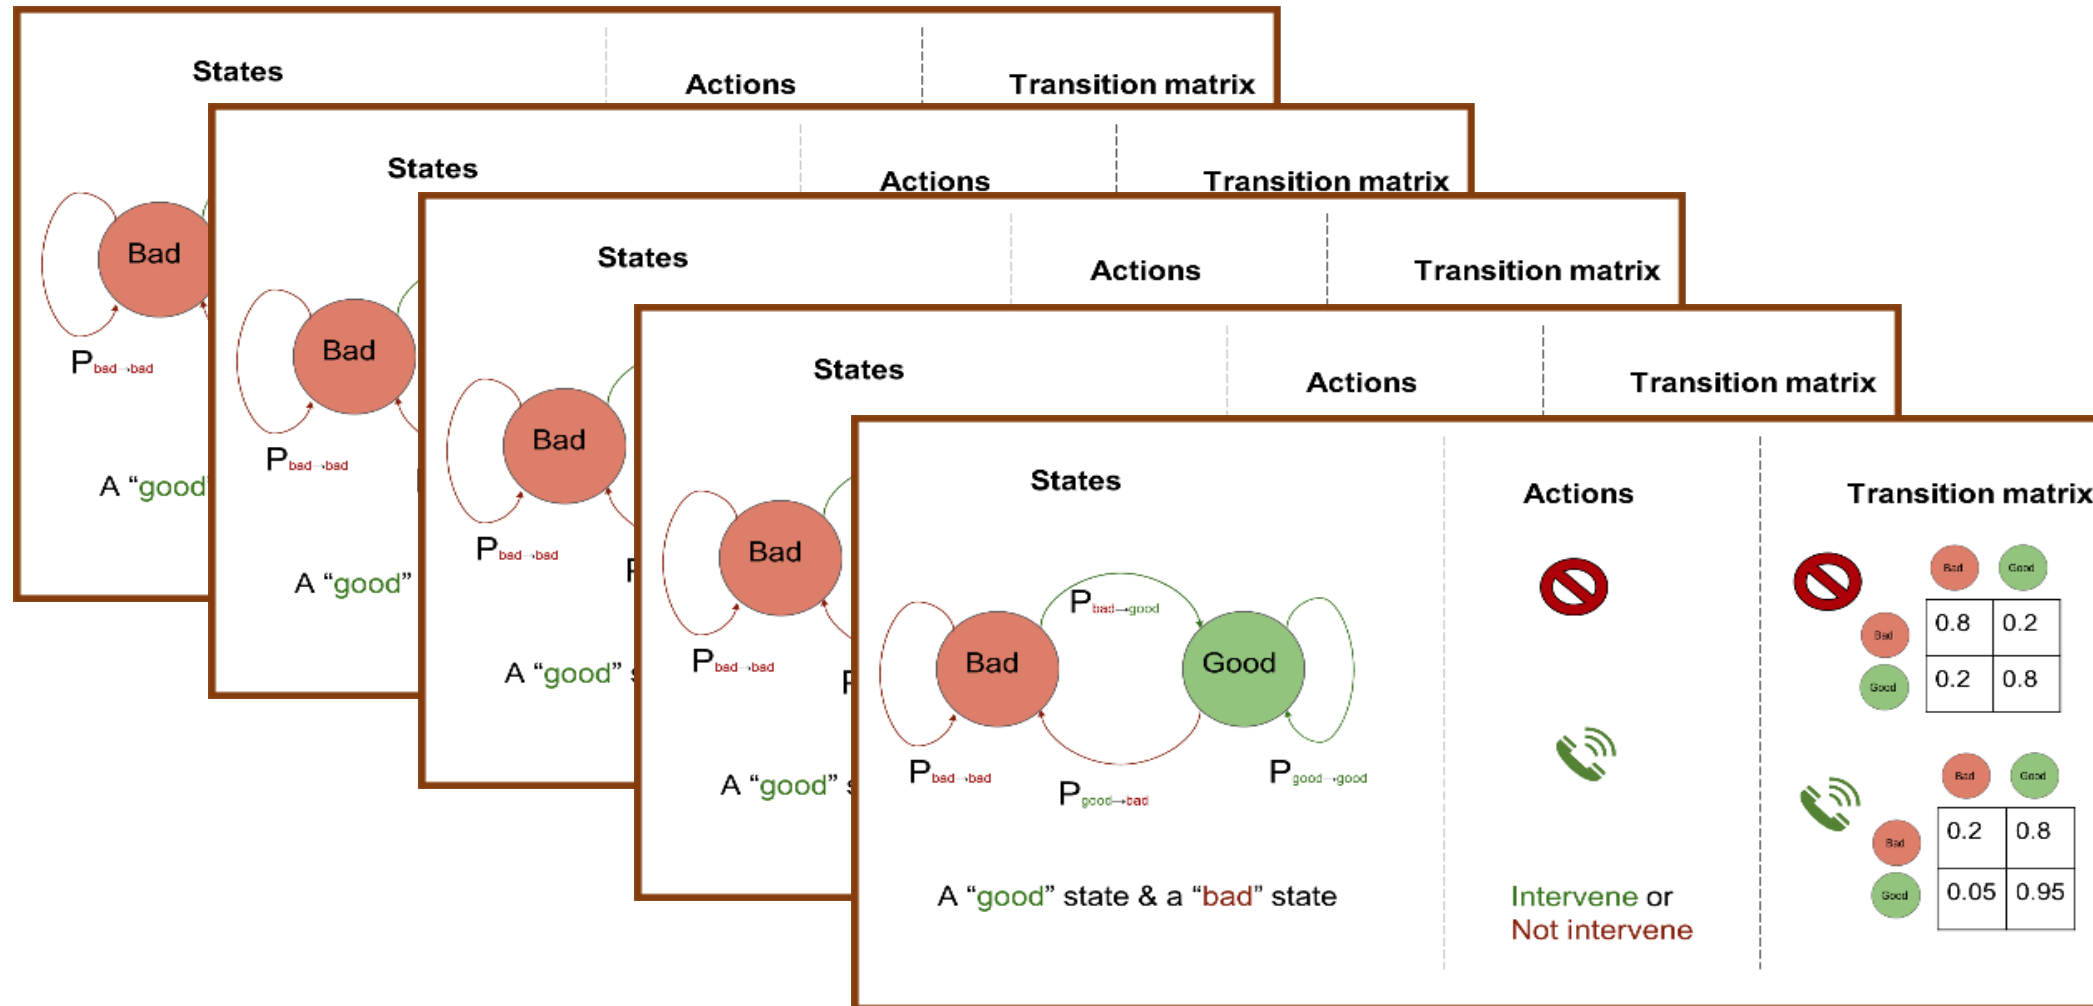 States
Actions
Transition matrix
Bad
P bad→bad
A “good”
States
Actions
Transition matrix
Bad
P bad→bad
A “good”
States
Actions
Transition matrix
Bad
P bad→bad
A “good”
States
Actions
Transition matrix
Bad
P bad→bad
A “good”
States
Actions
Transition matrix
P bad→good
Bad
Good
P bad→bad
P good→bad
P good→good
A “good” state & a “bad” state
Intervene or
Not intervene
Bad Good
Bad 0.8 0.2
Good 0.2 0.8
Bad Good
Bad 0.2 0.8
Good 0.05 0.95